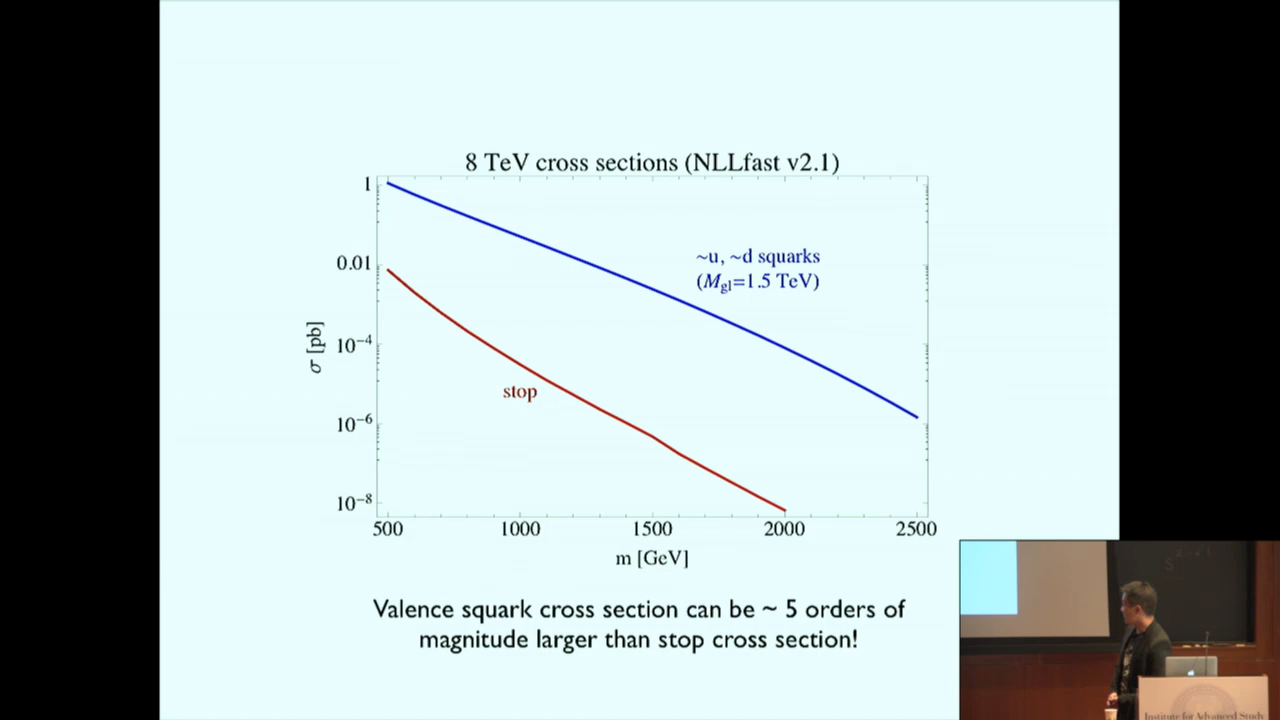 8 TeV cross sections (NLLfast v2.1)
1
0.01
10⁻⁴
10⁻⁶
10⁻⁸
σ [pb]
~u, ~d squarks
(M_gl=1.5 TeV)
stop
500 1000 1500 2000 2500
m [GeV]
Valence squark cross section can be ~ 5 orders of
magnitude larger than stop cross section!
Institute for Advanced Study